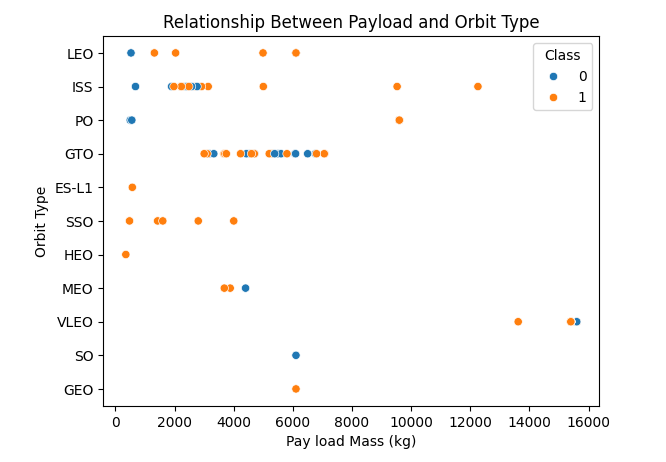 Relationship Between Payload and Orbit Type
Class
0
1
Orbit Type
LEO
ISS
PO
GTO
ES-L1
SSO
HEO
MEO
VLEO
SO
GEO
0 2000 4000 6000 8000 10000 12000 14000 16000
Pay load Mass (kg)